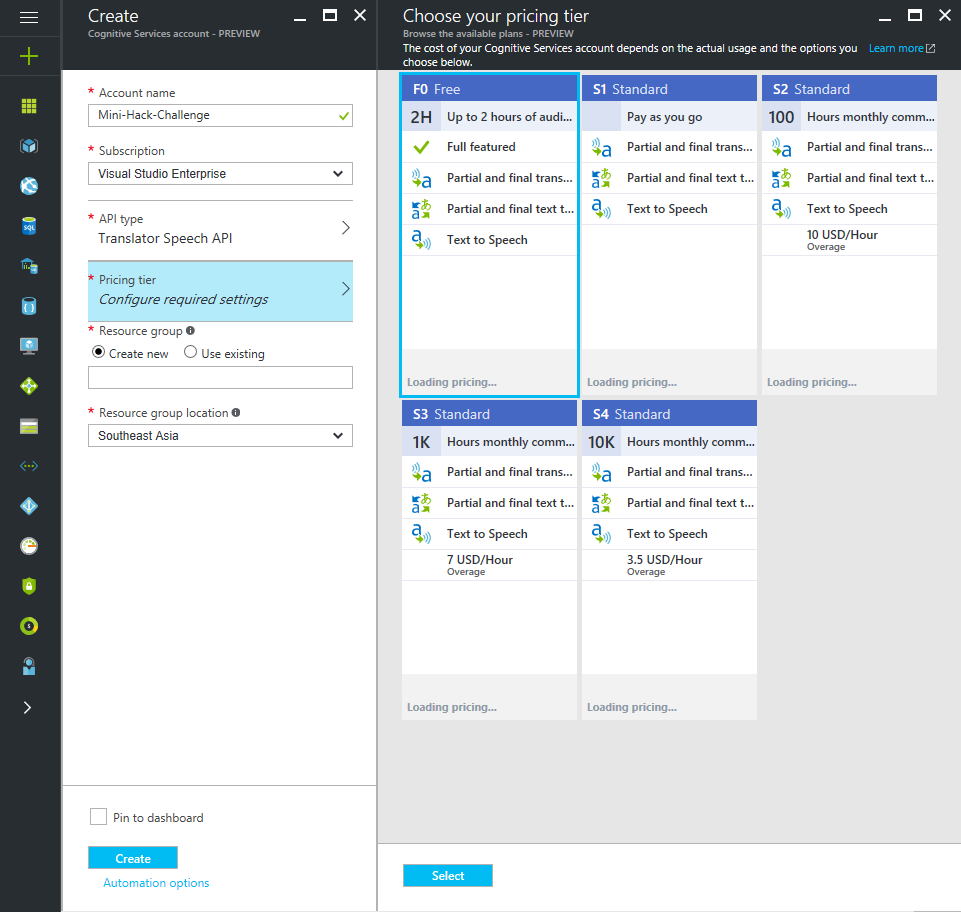 Create
Cognitive Services account - PREVIEW
* Account name
Mini-Hack-Challenge
* Subscription
Visual Studio Enterprise
* API type
Translator Speech API
* Pricing tier
Configure required settings
* Resource group
Create new
Use existing
* Resource group location
Southeast Asia
Pin to dashboard
Create
Automation options
Choose your pricing tier
Browse the available plans - PREVIEW
The cost of your Cognitive Services account depends on the actual usage and the options you
choose below.
Learn more
F0 Free
2H Up to 2 hours of audi...
Full featured
Partial and final trans...
Partial and final text t...
Text to Speech
Loading pricing...
S1 Standard
Pay as you go
Partial and final trans...
Partial and final text t...
Text to Speech
Loading pricing...
S2 Standard
100 Hours monthly comm...
Partial and final trans...
Partial and final text t...
Text to Speech
10 USD/Hour
Overage
Loading pricing...
S3 Standard
1K Hours monthly comm...
Partial and final trans...
Partial and final text t...
Text to Speech
7 USD/Hour
Overage
Loading pricing...
S4 Standard
10K Hours monthly comm...
Partial and final trans...
Partial and final text t...
Text to Speech
3.5 USD/Hour
Overage
Loading pricing...
Select